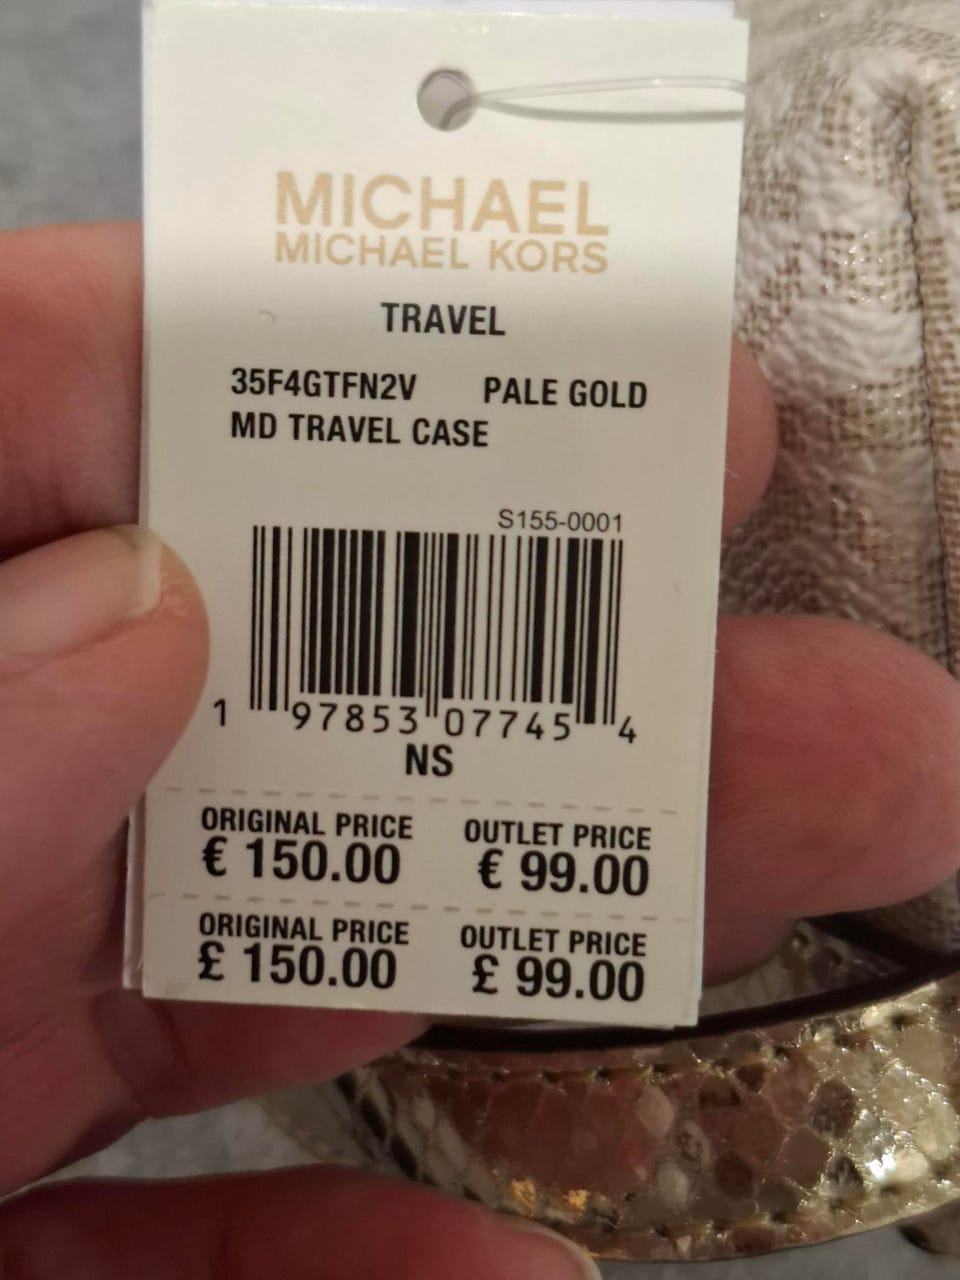 MICHAEL
MICHAEL KORS
TRAVEL
35F4GTFN2V PALE GOLD
MD TRAVEL CASE
S155-0001
1 97853 07745 4
NS
ORIGINAL PRICE OUTLET PRICE
€ 150.00 € 99.00
ORIGINAL PRICE OUTLET PRICE
£ 150.00 £ 99.00